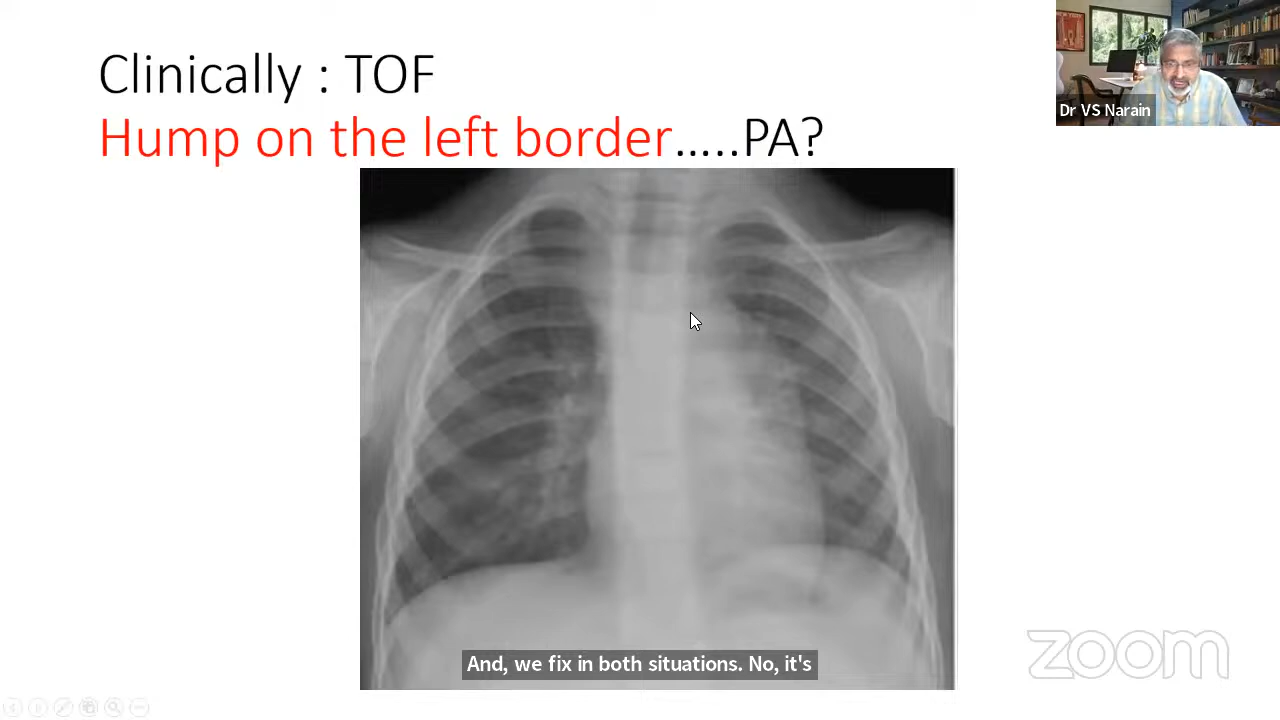 Clinically : TOF
Hump on the left border.....PA?
Dr VS Narain
And, we fix in both situations. No, it's
zoom